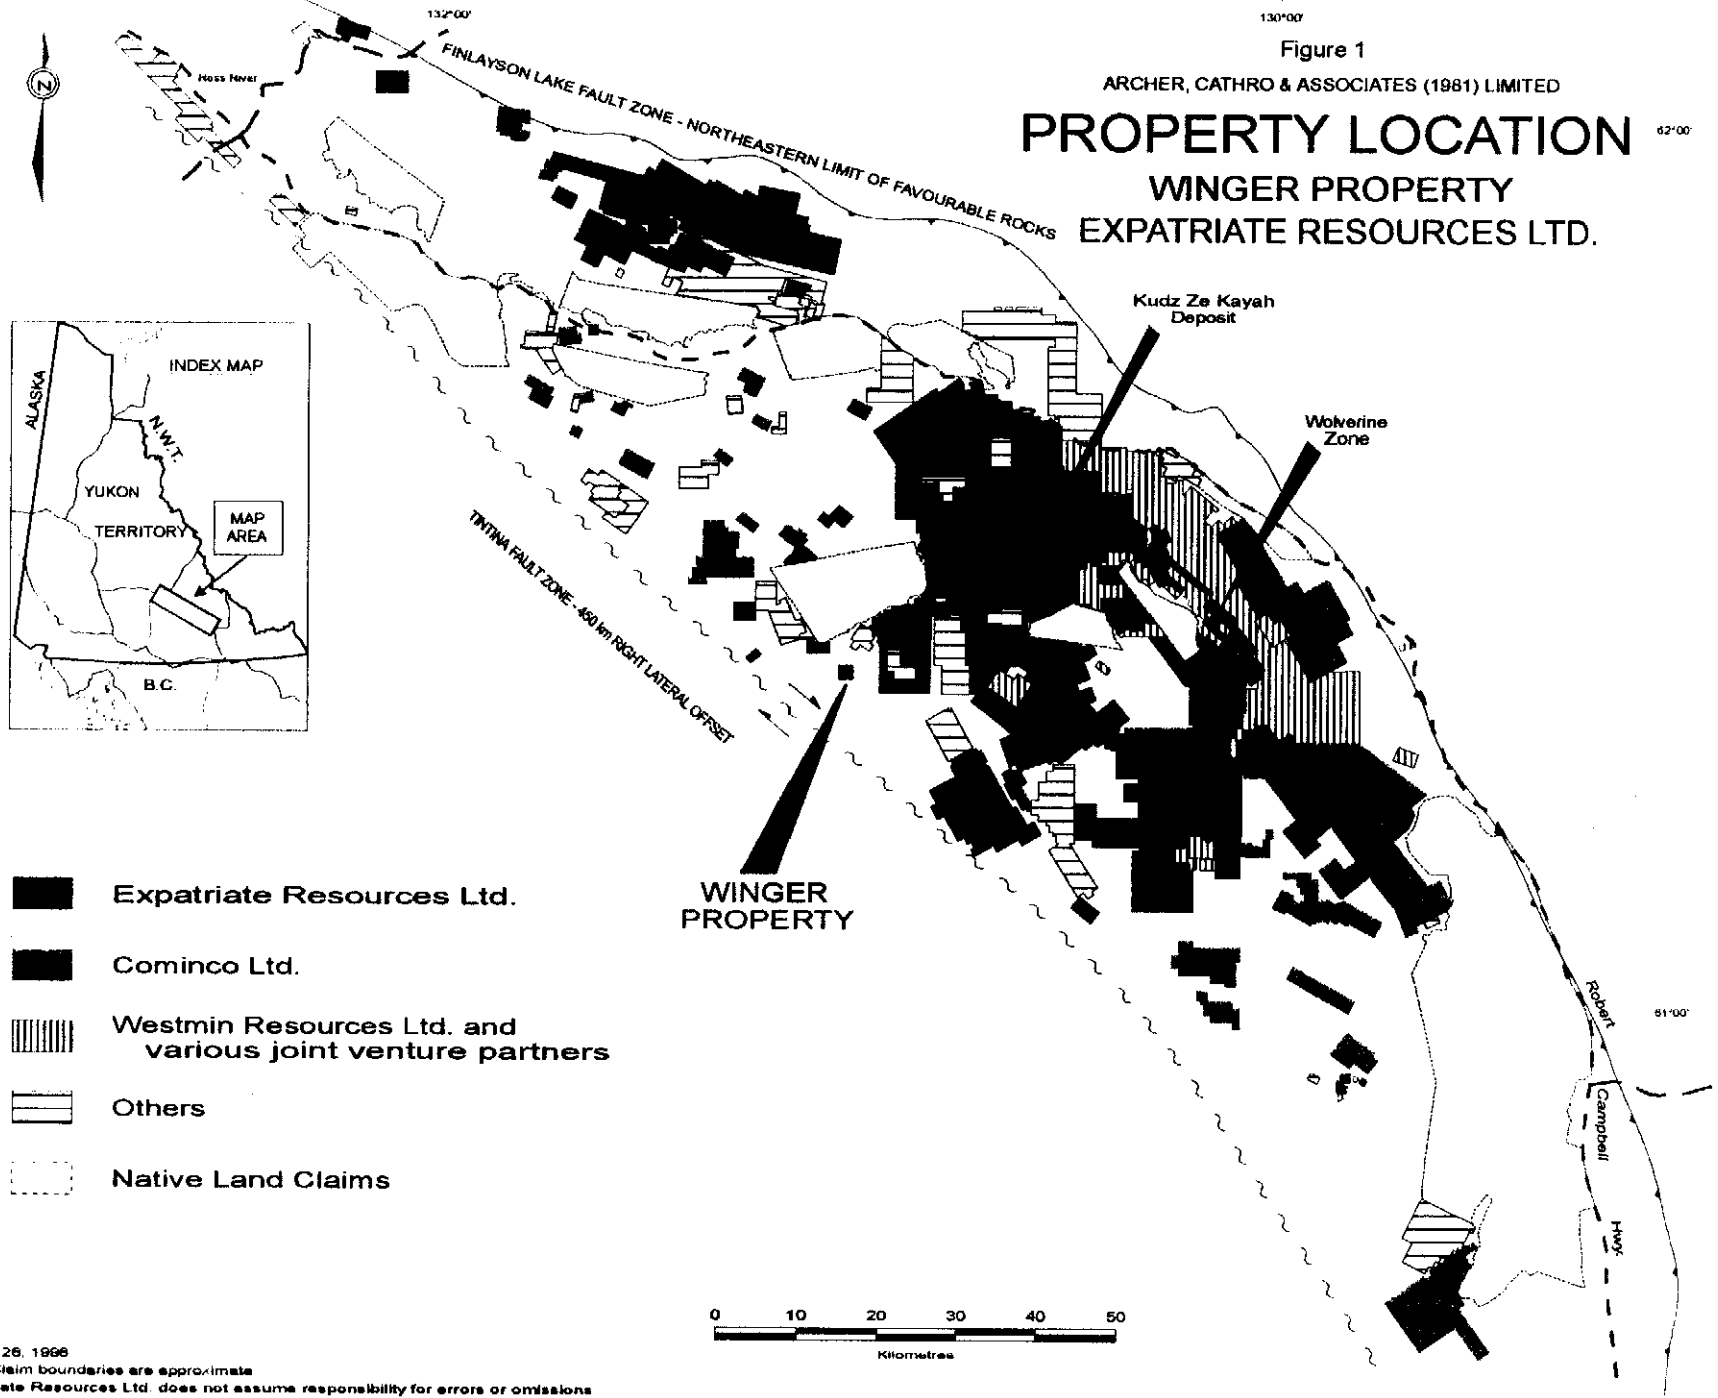 132°00'
130°00'
Figure 1
ARCHER, CATHRO & ASSOCIATES (1981) LIMITED
PROPERTY LOCATION
62°00'
WINGER PROPERTY
EXPATRIATE RESOURCES LTD.
N
Ross River
FINLAYSON LAKE FAULT ZONE - NORTHEASTERN LIMIT OF FAVOURABLE ROCKS
Kudz Ze Kayah
Deposit
Wolverine
Zone
INDEX MAP
ALASKA
N.W.T.
YUKON
TERRITORY
MAP
AREA
B.C.
TINTINA FAULT ZONE - 450 km RIGHT LATERAL OFFSET
WINGER
PROPERTY
Expatriate Resources Ltd.
Cominco Ltd.
Westmin Resources Ltd. and
various joint venture partners
Others
Native Land Claims
Robert
Campbell
Hwy.
61°00'
0 10 20 30 40 50
Kilometres
26, 1996
claim boundaries are approximate
Resources Ltd. does not assume responsibility for errors or omissions